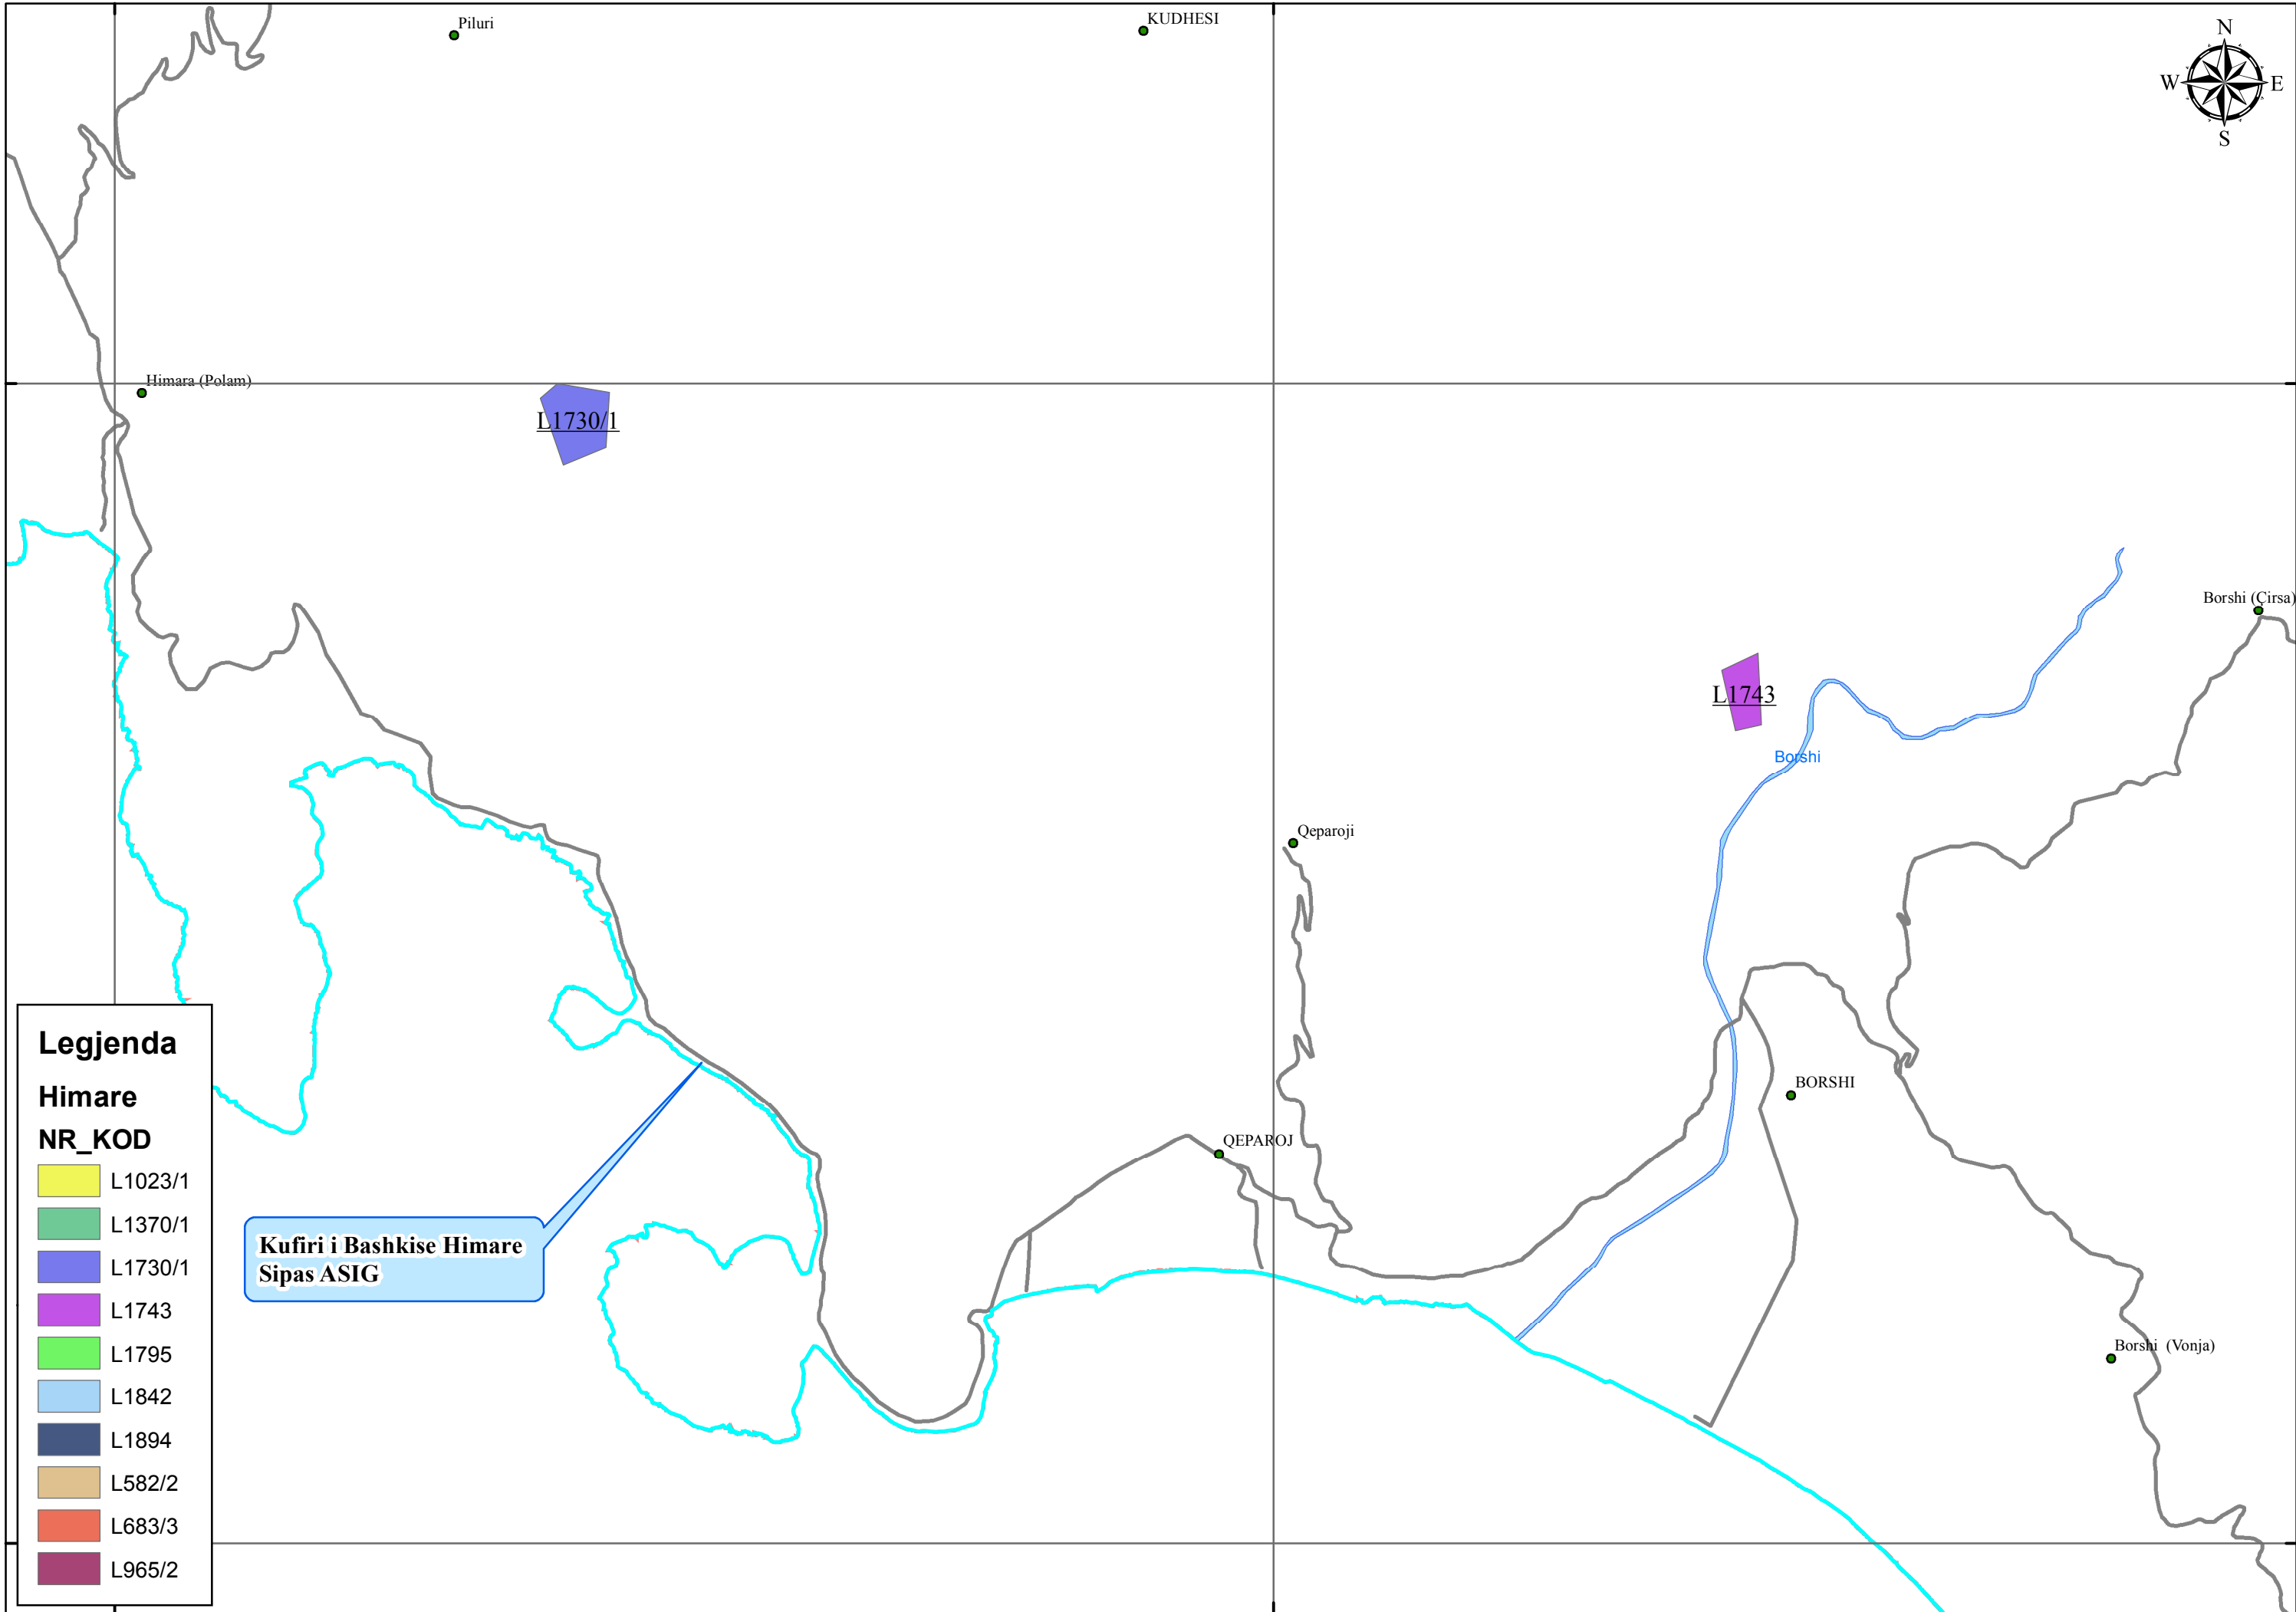 Piluri
KUDHESI
N
W
E
S
Himara (Polam)
L1730/1
Borshi (Çirsa)
L1743
Borshi
Qeparoji
BORSHI
QEPAROJ
Kufiri i Bashkise Himare
Sipas ASIG
Borshi (Vonja)
Legjenda
Himare
NR_KOD
L1023/1
L1370/1
L1730/1
L1743
L1795
L1842
L1894
L582/2
L683/3
L965/2